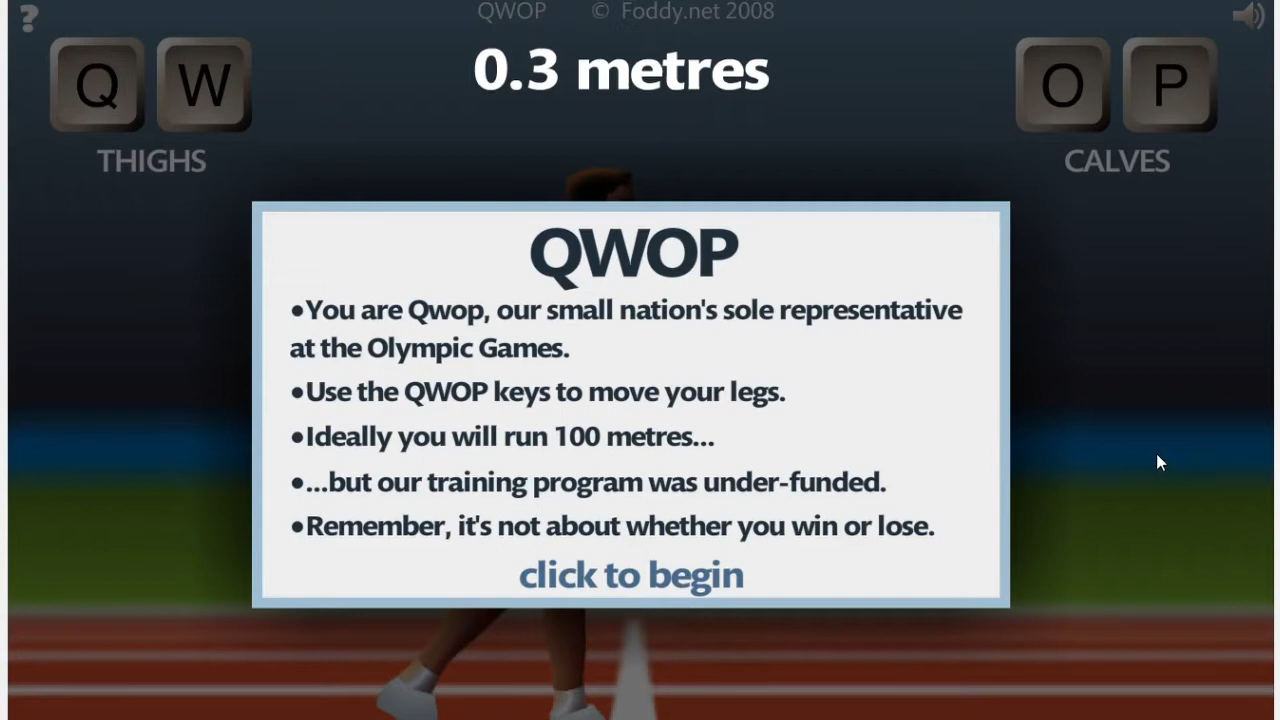 ? QWOP © Foddy.net 2008
0.3 metres
Q W O P
THIGHS CALVES
QWOP
•You are Qwop, our small nation's sole representative
at the Olympic Games.
•Use the QWOP keys to move your legs.
•Ideally you will run 100 metres...
•...but our training program was under-funded.
•Remember, it's not about whether you win or lose.
click to begin